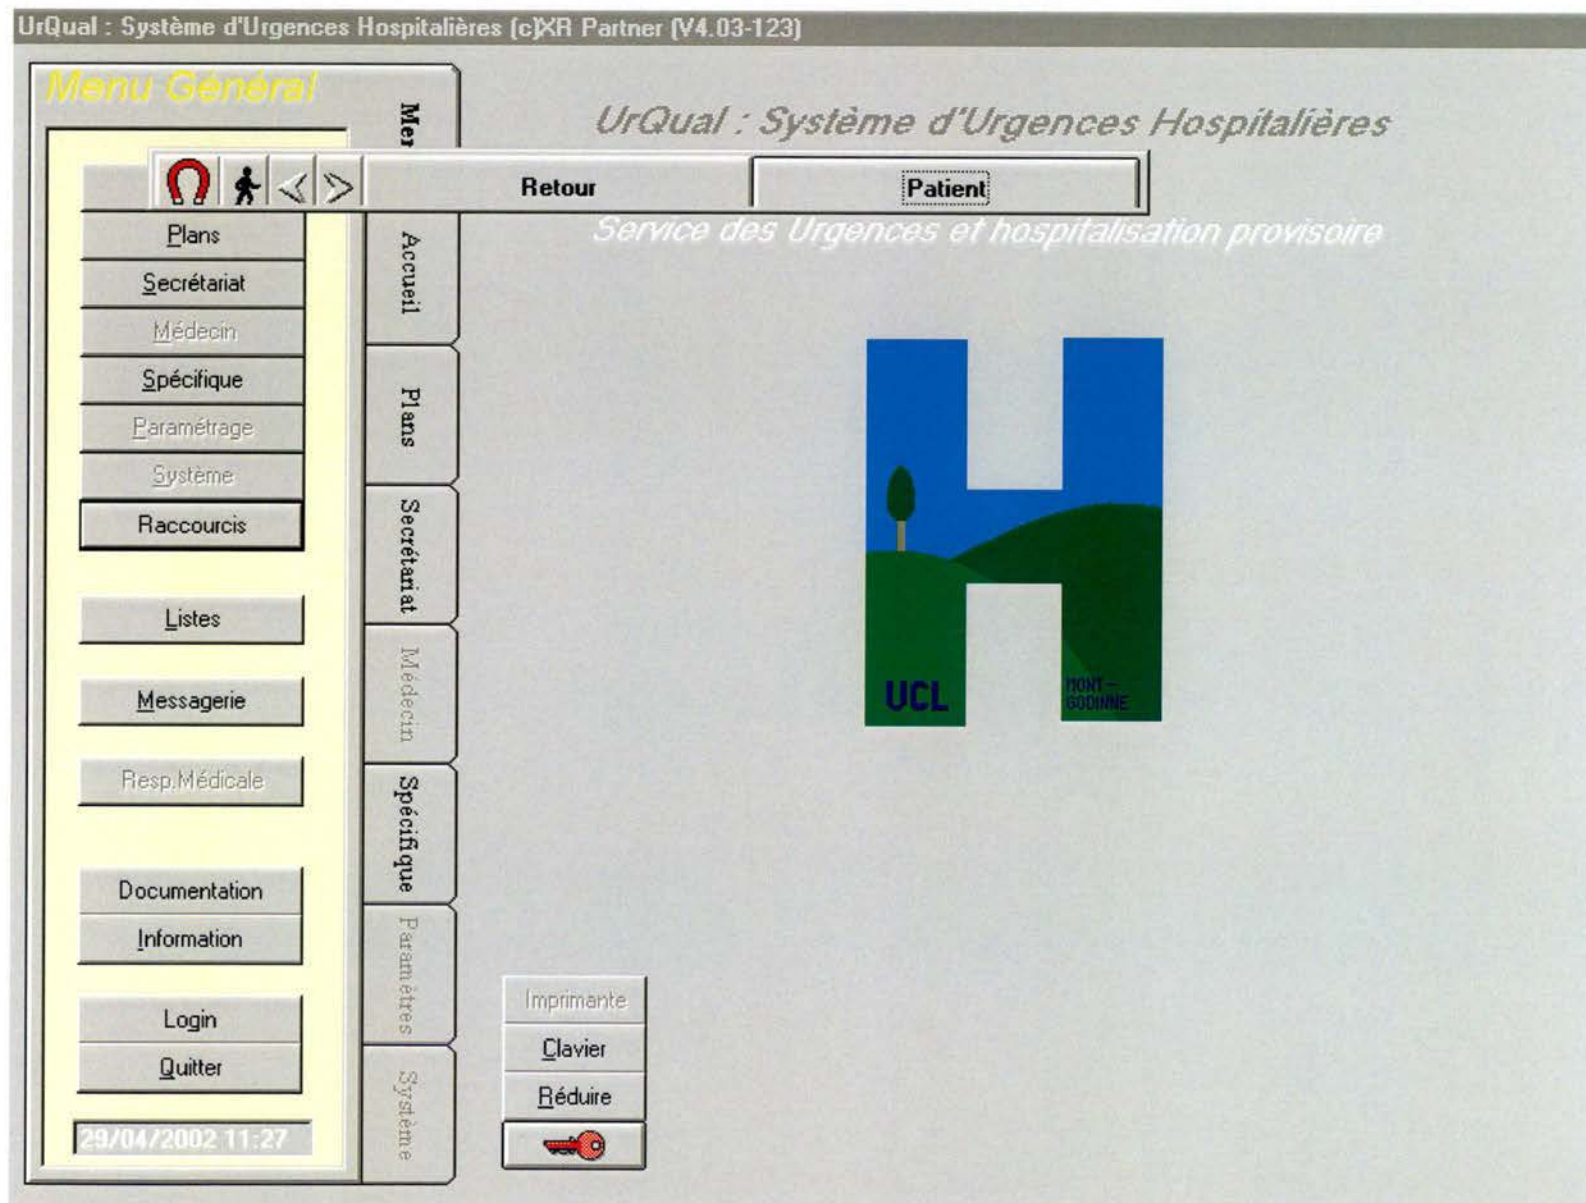 UrQual : Système d'Urgences Hospitalières (c)XR Partner (V4.03-123)
Menu Général
UrQual : Système d'Urgences Hospitalières
Retour
Patient
Service des Urgences et hospitalisation provisoire
Plans
Secrétariat
Médecin
Spécifique
Paramétrage
Système
Raccourcis
Listes
Messagerie
Resp.Médicale
Documentation
Information
Login
Quitter
29/04/2002 11:27
Accueil
Plans
Secrétariat
Médecin
Spécifique
Paramètres
Système
UCL
MONT-
GODINNE
Imprimante
Clavier
Réduire